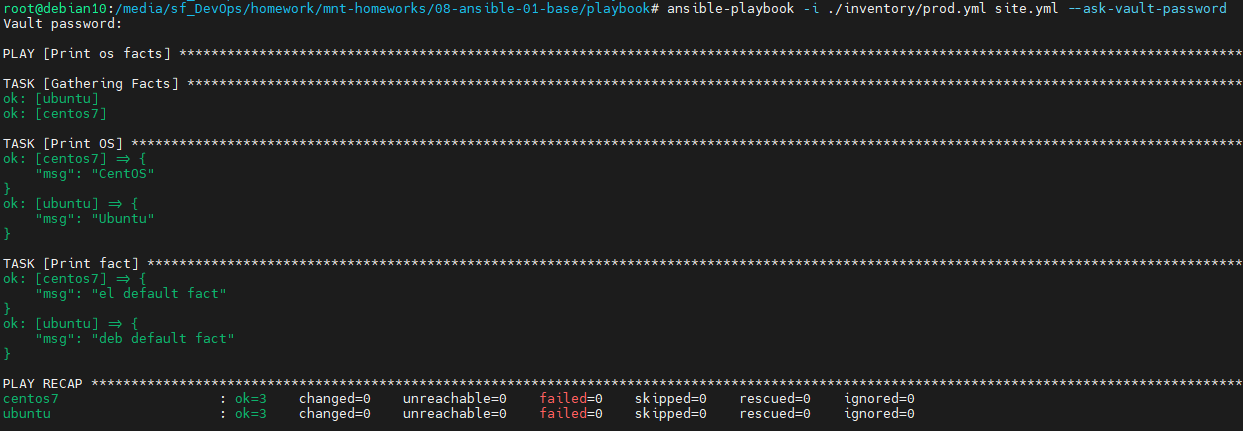 root@debian10:/media/sf_DevOps/homework/mnt-homeworks/08-ansible-01-base/playbook# ansible-playbook -i ./inventory/prod.yml site.yml --ask-vault-password
Vault password:
PLAY [Print os facts] ****************************************************************************************************************************************
TASK [Gathering Facts] ***************************************************************************************************************************************
ok: [ubuntu]
ok: [centos7]
TASK [Print OS] **********************************************************************************************************************************************
ok: [centos7] => {
    "msg": "CentOS"
}
ok: [ubuntu] => {
    "msg": "Ubuntu"
}
TASK [Print fact] ********************************************************************************************************************************************
ok: [centos7] => {
    "msg": "el default fact"
}
ok: [ubuntu] => {
    "msg": "deb default fact"
}
PLAY RECAP ***************************************************************************************************************************************************
centos7                    : ok=3    changed=0    unreachable=0    failed=0    skipped=0    rescued=0    ignored=0
ubuntu                     : ok=3    changed=0    unreachable=0    failed=0    skipped=0    rescued=0    ignored=0